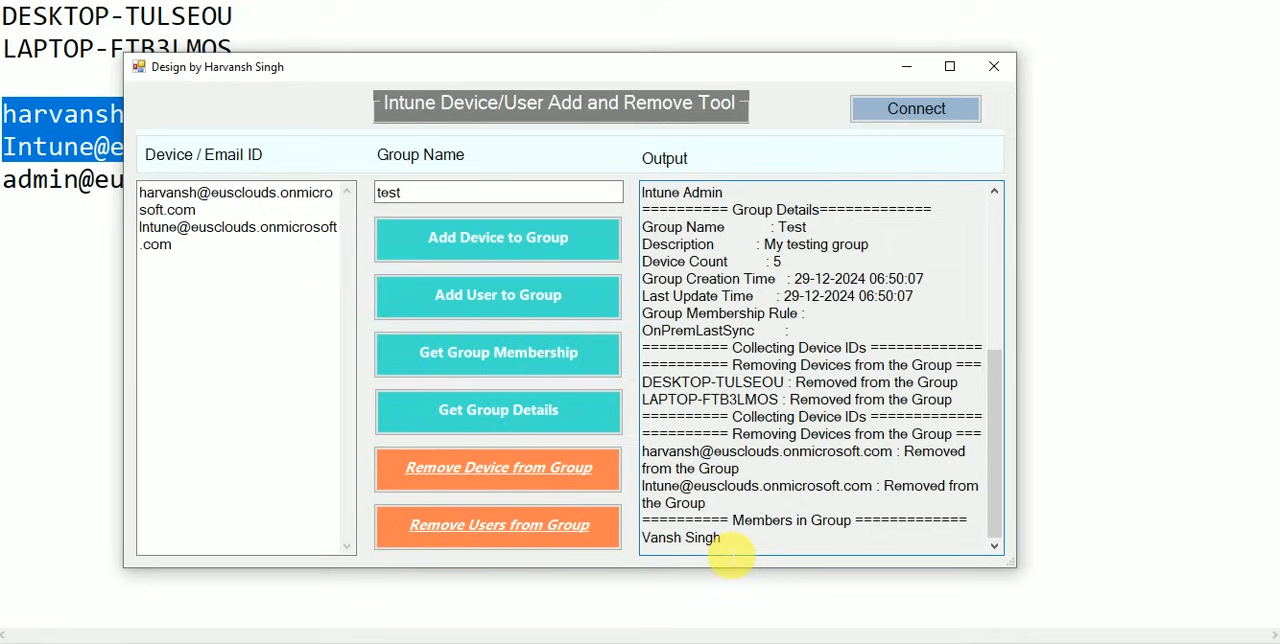 DESKTOP-TULSEOU
LAPTOP-FTB3LMOS
harvansh
Intune@e
admin@eu
Design by Harvansh Singh
Intune Device/User Add and Remove Tool
Connect
Device / Email ID
Group Name
Output
harvansh@eusclouds.onmicro
soft.com
Intune@eusclouds.onmicrosoft
.com
test
Add Device to Group
Add User to Group
Get Group Membership
Get Group Details
Remove Device from Group
Remove Users from Group
Intune Admin
========== Group Details=============
Group Name : Test
Description : My testing group
Device Count : 5
Group Creation Time : 29-12-2024 06:50:07
Last Update Time : 29-12-2024 06:50:07
Group Membership Rule :
OnPremLastSync :
========== Collecting Device IDs =============
========== Removing Devices from the Group ===
DESKTOP-TULSEOU : Removed from the Group
LAPTOP-FTB3LMOS : Removed from the Group
========== Collecting Device IDs =============
========== Removing Devices from the Group ===
harvansh@eusclouds.onmicrosoft.com : Removed
from the Group
Intune@eusclouds.onmicrosoft.com : Removed from
the Group
========== Members in Group =============
Vansh Singh